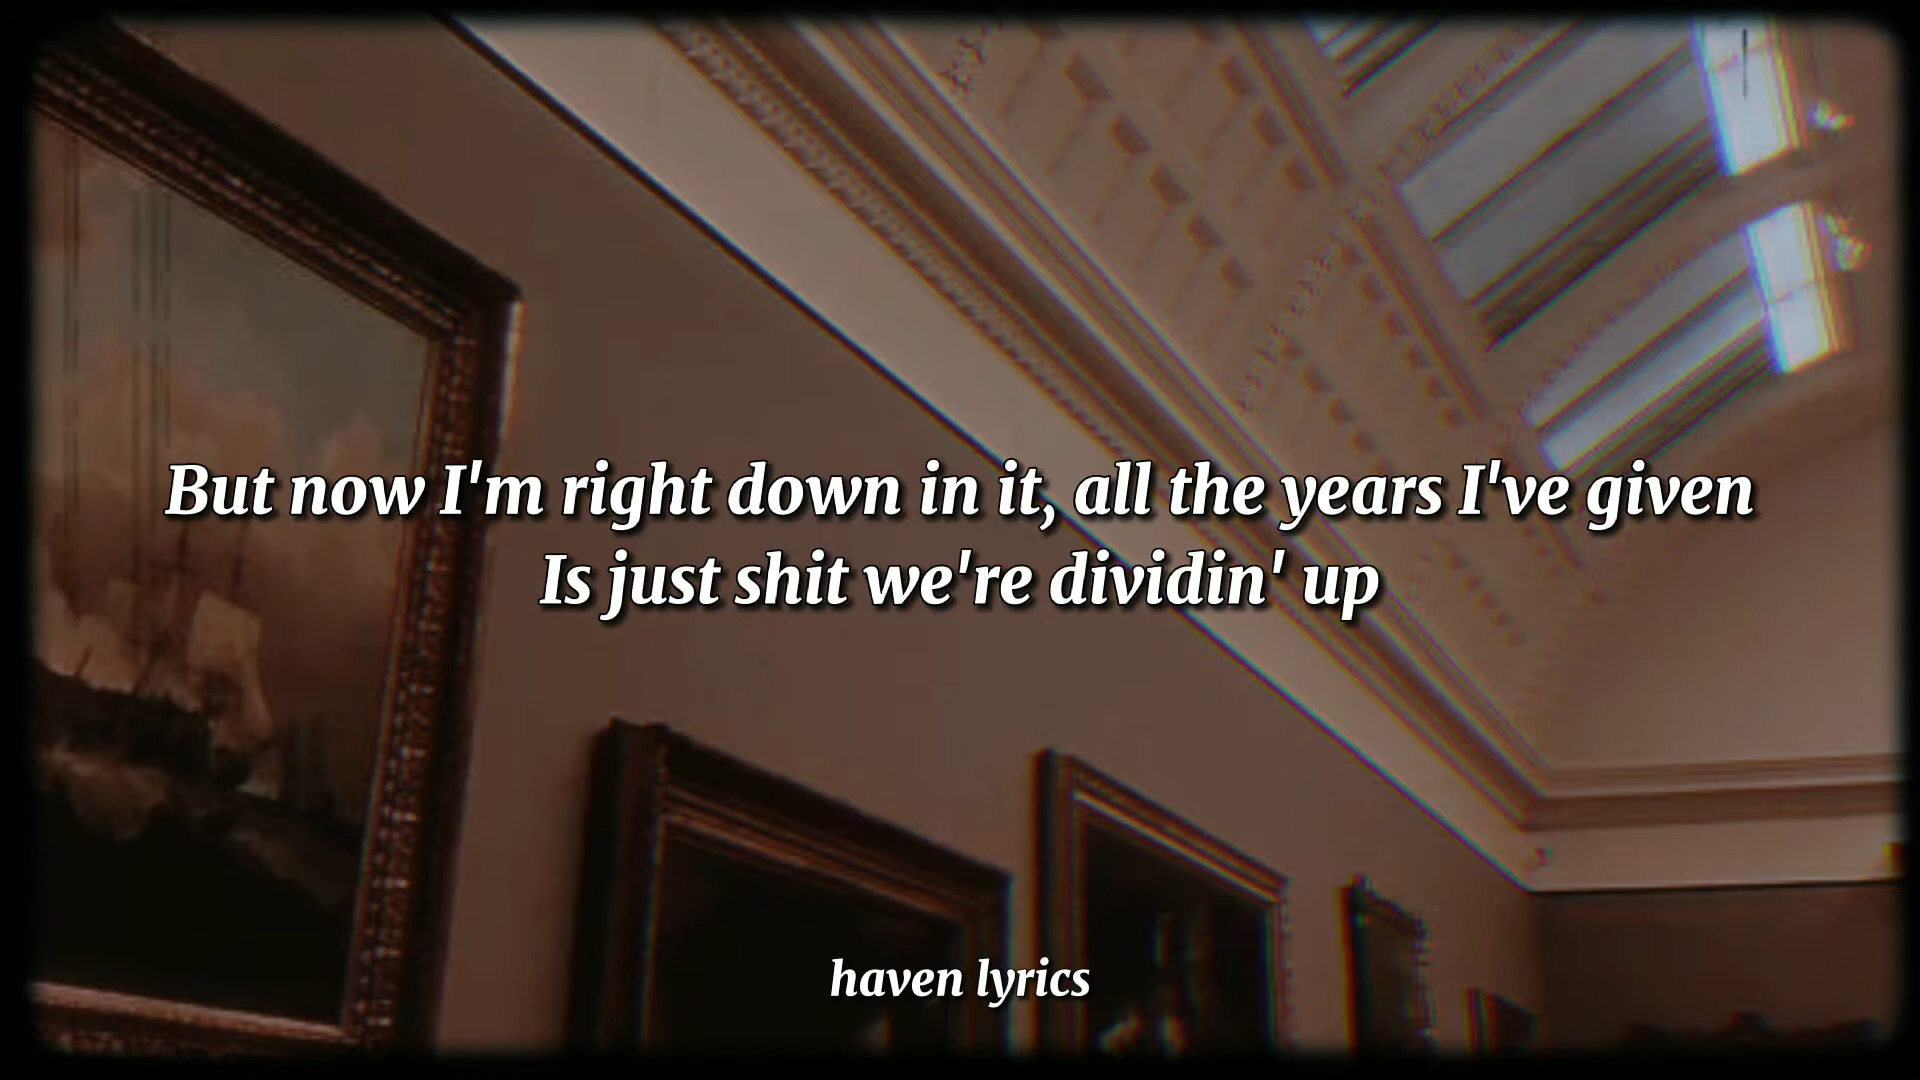 But now I'm right down in it, all the years I've given
Is just shit we're dividin' up
haven lyrics